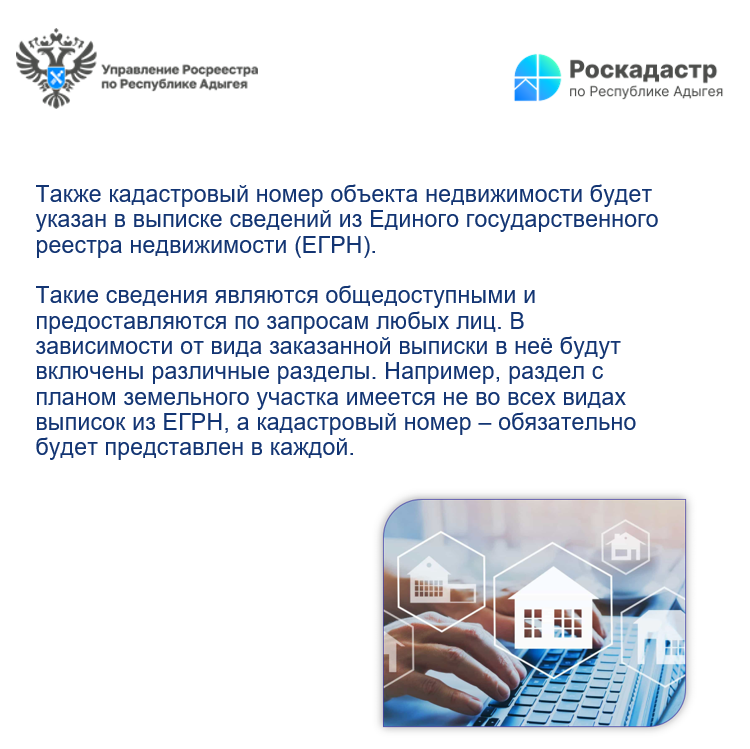 Управление Росреестра
по Республике Адыгея
Роскадастр
по Республике Адыгея
Также кадастровый номер объекта недвижимости будет
указан в выписке сведений из Единого государственного
реестра недвижимости (ЕГРН).
Такие сведения являются общедоступными и
предоставляются по запросам любых лиц. В
зависимости от вида заказанной выписки в неё будут
включены различные разделы. Например, раздел с
планом земельного участка имеется не во всех видах
выписок из ЕГРН, а кадастровый номер – обязательно
будет представлен в каждой.